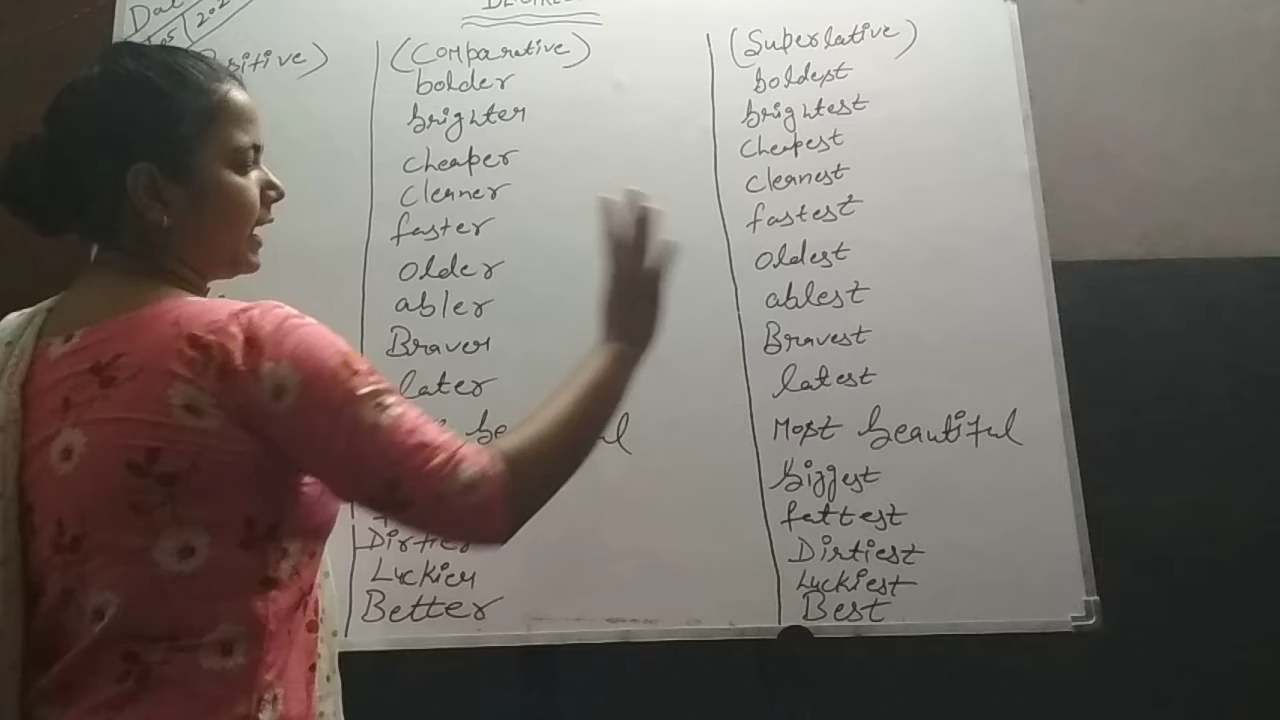 (Comparative) (Superlative)
bolder boldest
brighter brightest
Cheaper Cheapest
Cleaner Cleanest
faster fastest
Older Oldest
abler ablest
Braver Bravest
later latest
Most beautiful
biggest
fattest
Dirtier Dirtiest
Luckier Luckiest
Better Best